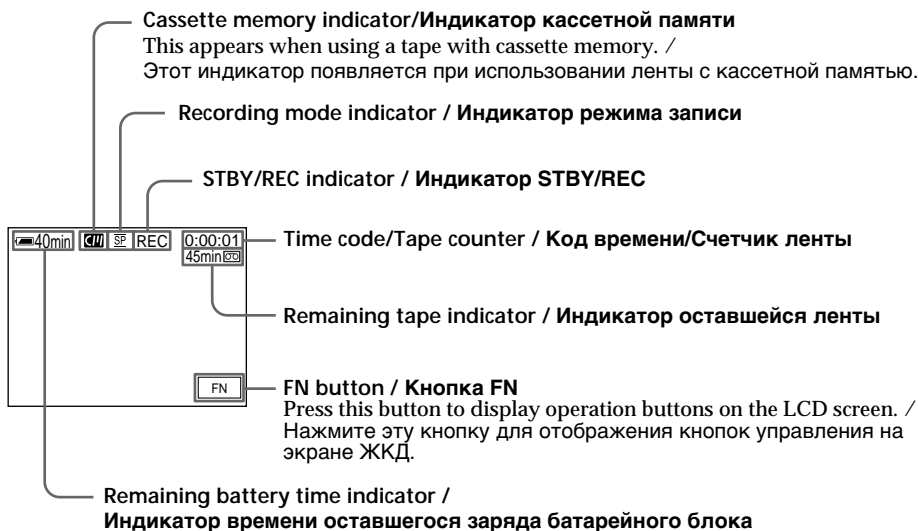 Cassette memory indicator/Индикатор кассетной памяти
This appears when using a tape with cassette memory. /
Этот индикатор появляется при использовании ленты с кассетной памятью.
Recording mode indicator / Индикатор режима записи
STBY/REC indicator / Индикатор STBY/REC
40min SP REC 0:00:01
45min
Time code/Tape counter / Код времени/Счетчик ленты
Remaining tape indicator / Индикатор оставшейся ленты
FN
FN button / Кнопка FN
Press this button to display operation buttons on the LCD screen. /
Нажмите эту кнопку для отображения кнопок управления на
экране ЖКД.
Remaining battery time indicator /
Индикатор времени оставшегося заряда батарейного блока